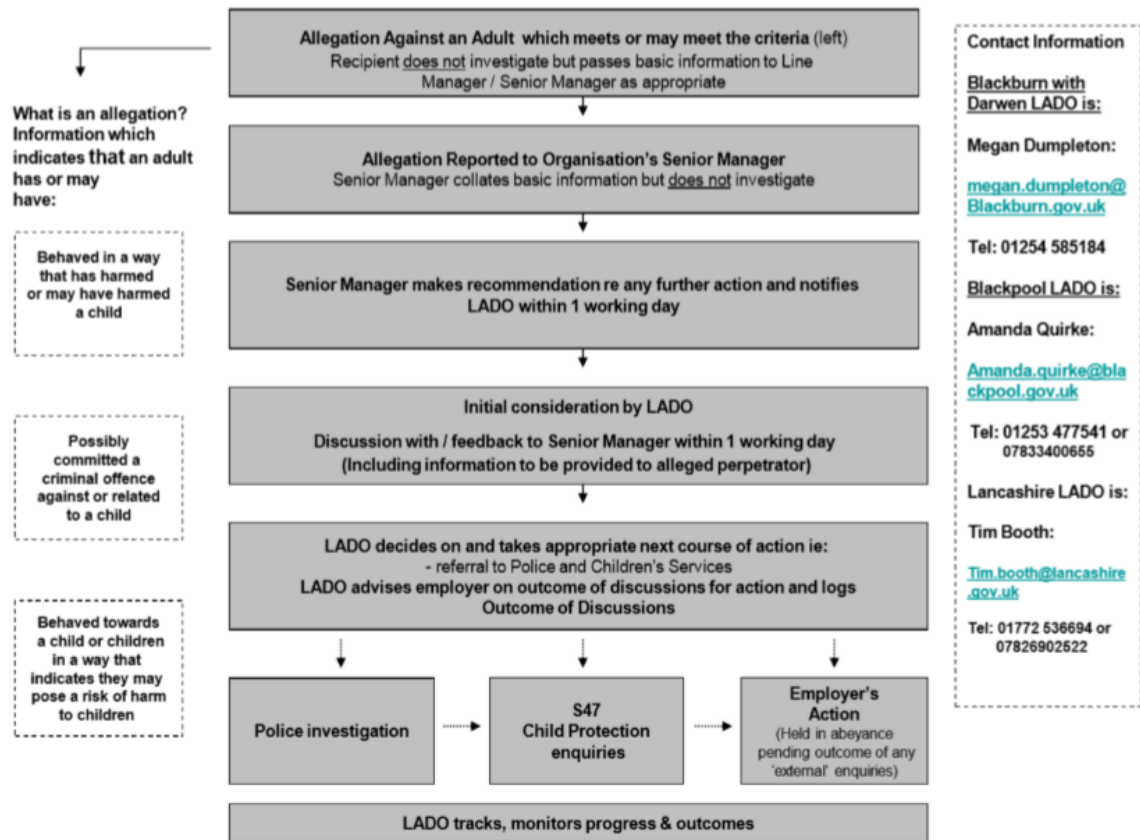 Allegation Against an Adult which meets or may meet the criteria (left)
Recipient does not investigate but passes basic information to Line
Manager / Senior Manager as appropriate
What is an allegation?
Information which
indicates that an adult
has or may
have:
Behaved in a way
that has harmed
or may have harmed
a child
Possibly
committed a
criminal offence
against or related
to a child
Behaved towards
a child or children
in a way that
indicates they may
pose a risk of harm
to children
Allegation Reported to Organisation's Senior Manager
Senior Manager collates basic information but does not investigate
Senior Manager makes recommendation re any further action and notifies
LADO within 1 working day
Initial consideration by LADO
Discussion with / feedback to Senior Manager within 1 working day
(Including information to be provided to alleged perpetrator)
LADO decides on and takes appropriate next course of action ie:
- referral to Police and Children's Services
LADO advises employer on outcome of discussions for action and logs
Outcome of Discussions
Police investigation
S47
Child Protection
enquiries
Employer's
Action
(Held in abeyance
pending outcome of any
'external' enquiries)
LADO tracks, monitors progress & outcomes
Contact Information
Blackburn with
Darwen LADO is:
Megan Dumpleton:
megan.dumpleton@
Blackburn.gov.uk
Tel: 01254 585184
Blackpool LADO is:
Amanda Quirke:
Amanda.quirke@bla
ckpool.gov.uk
Tel: 01253 477541 or
07833400655
Lancashire LADO is:
Tim Booth:
Tim.booth@lancashire
.gov.uk
Tel: 01772 536694 or
07826902522